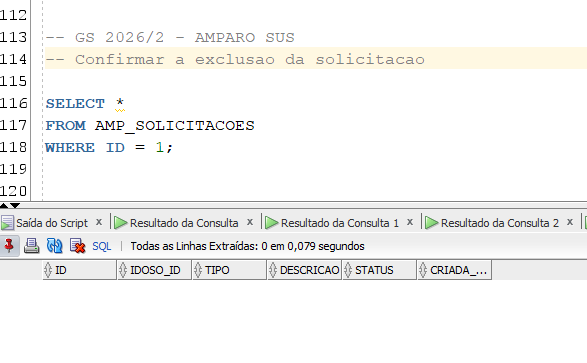 112
113 -- GS 2026/2 - AMPARO SUS
114 -- Confirmar a exclusao da solicitacao
115
116 SELECT *
117 FROM AMP_SOLICITACOES
118 WHERE ID = 1;
119
120
Saída do Script x Resultado da Consulta x Resultado da Consulta 1 x Resultado da Consulta 2 x
SQL | Todas as Linhas Extraídas: 0 em 0,079 segundos
ID IDOSO_ID TIPO DESCRICAO STATUS CRIADA_...